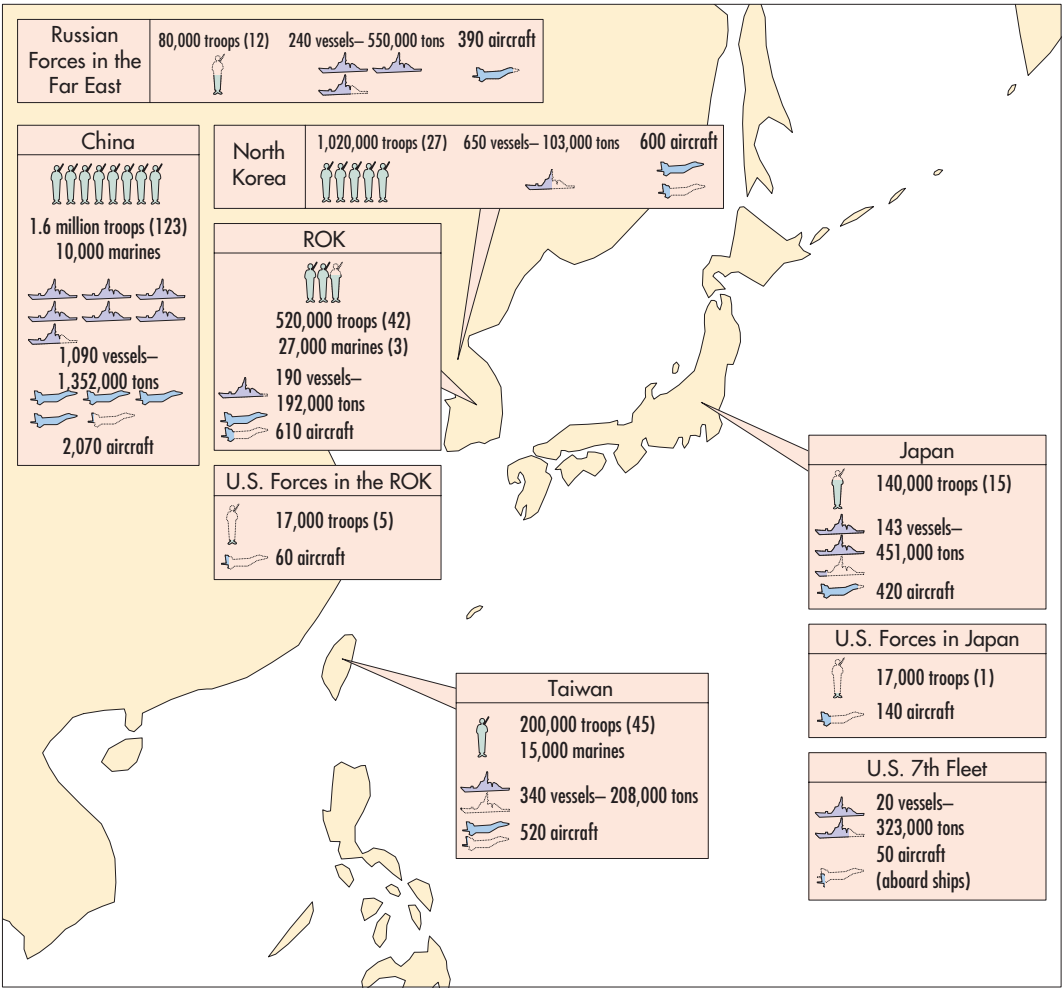 Russian
Forces in the
Far East
80,000 troops (12)
240 vessels– 550,000 tons
390 aircraft
China
1.6 million troops (123)
10,000 marines
1,090 vessels–
1,352,000 tons
2,070 aircraft
North
Korea
1,020,000 troops (27)
650 vessels– 103,000 tons
600 aircraft
ROK
520,000 troops (42)
27,000 marines (3)
190 vessels–
192,000 tons
610 aircraft
U.S. Forces in the ROK
17,000 troops (5)
60 aircraft
Japan
140,000 troops (15)
143 vessels–
451,000 tons
420 aircraft
U.S. Forces in Japan
17,000 troops (1)
140 aircraft
Taiwan
200,000 troops (45)
15,000 marines
340 vessels– 208,000 tons
520 aircraft
U.S. 7th Fleet
20 vessels–
323,000 tons
50 aircraft
(aboard ships)